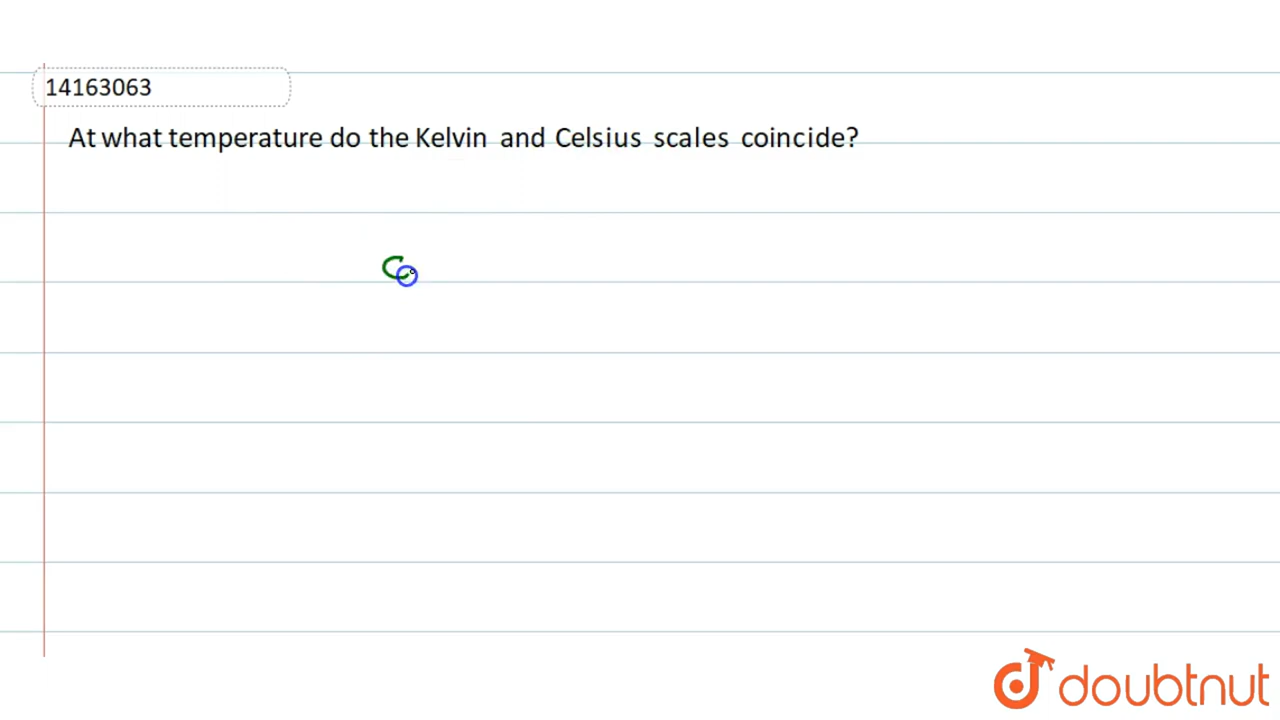 14163063
At what temperature do the Kelvin and Celsius scales coincide?
C
doubtnut